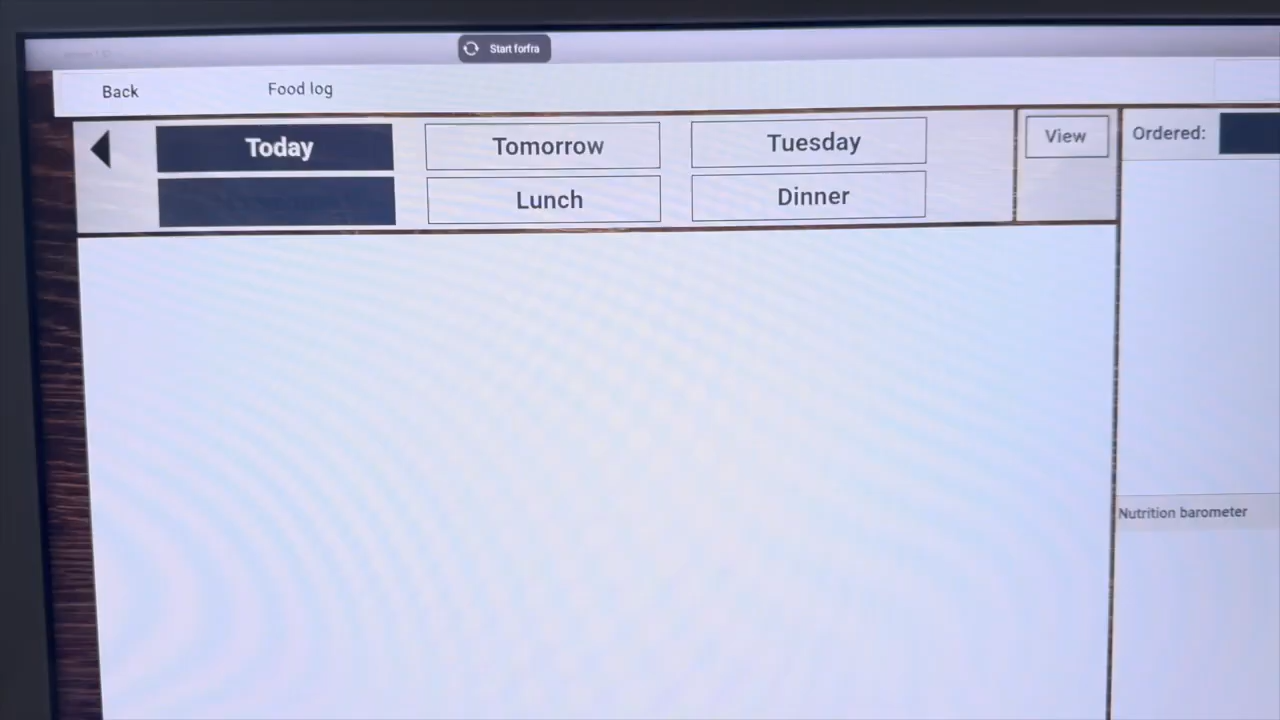 Start forfra
Back Food log
Today Tomorrow Tuesday View Ordered:
Lunch Dinner
Nutrition barometer